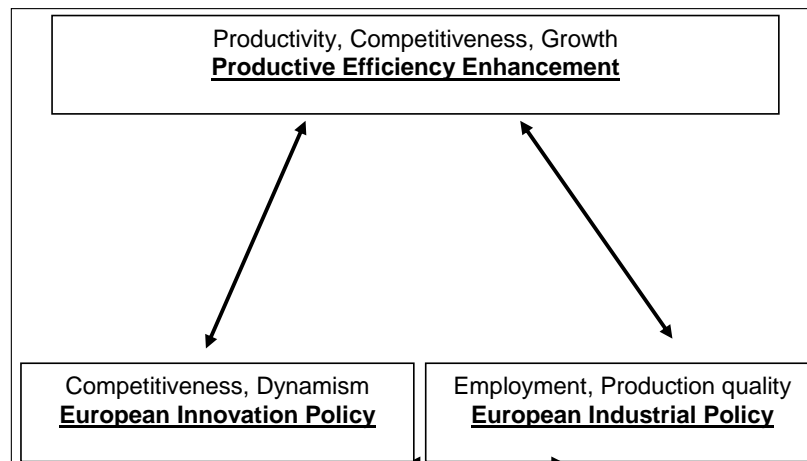 Productivity, Competitiveness, Growth
Productive Efficiency Enhancement
Competitiveness, Dynamism
European Innovation Policy
Employment, Production quality
European Industrial Policy